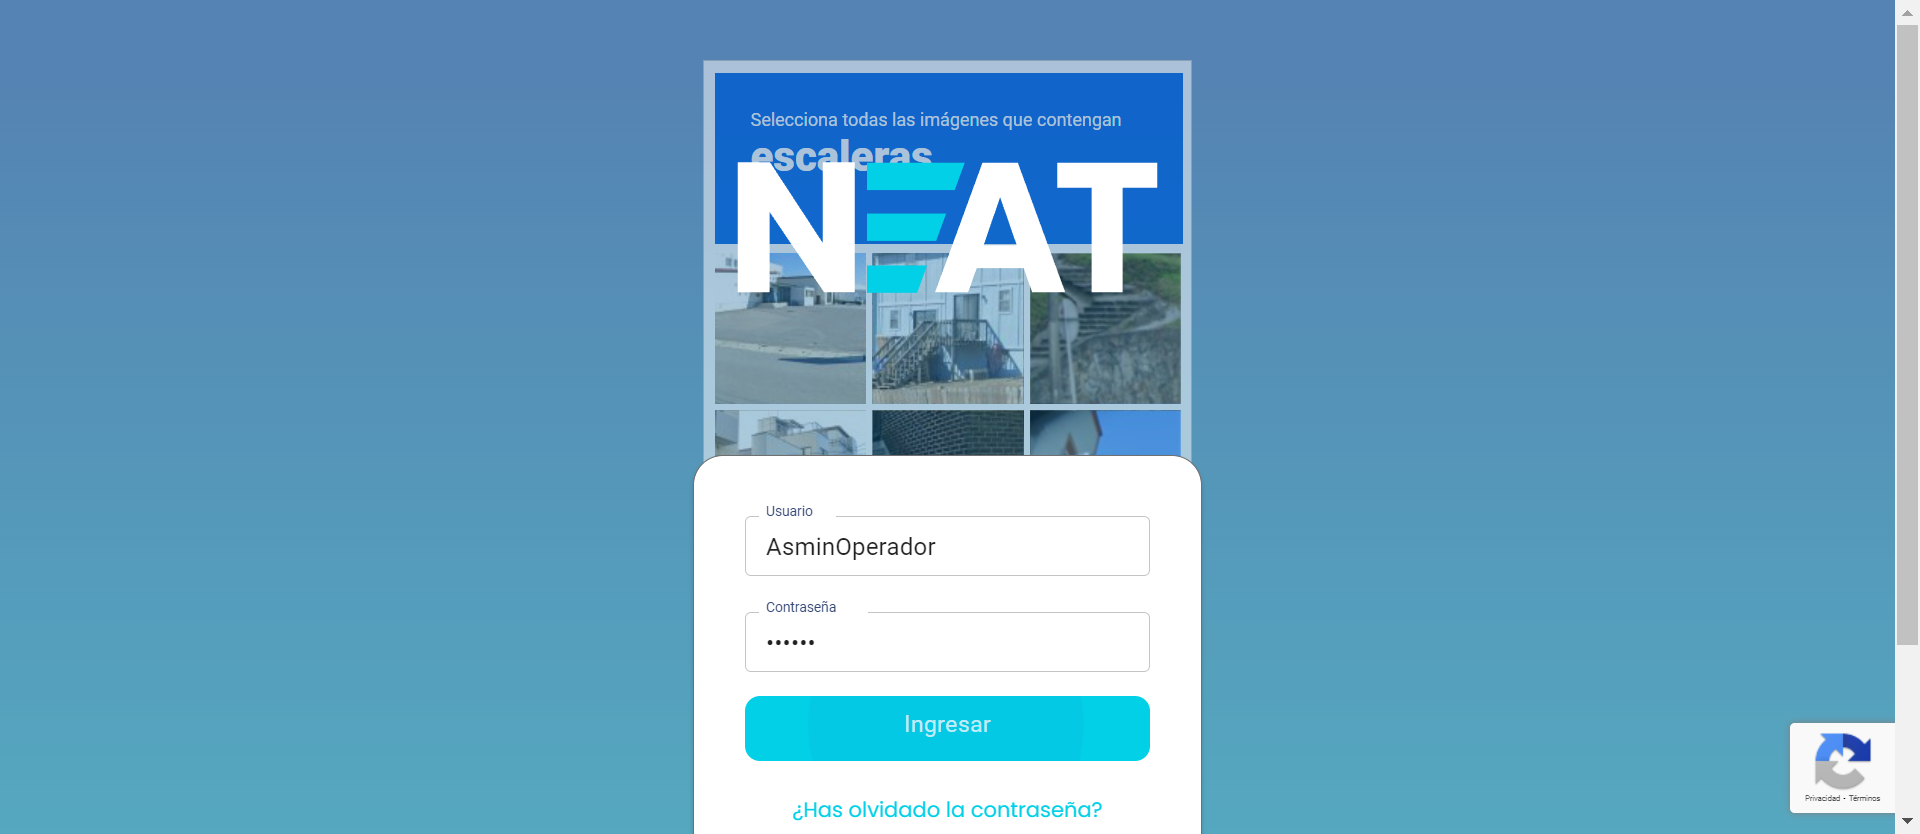 Selecciona todas las imágenes que contengan
escaleras
NEAT
Usuario
AsminOperador
Contraseña
••••••
Ingresar
¿Has olvidado la contraseña?
Privacidad - Términos